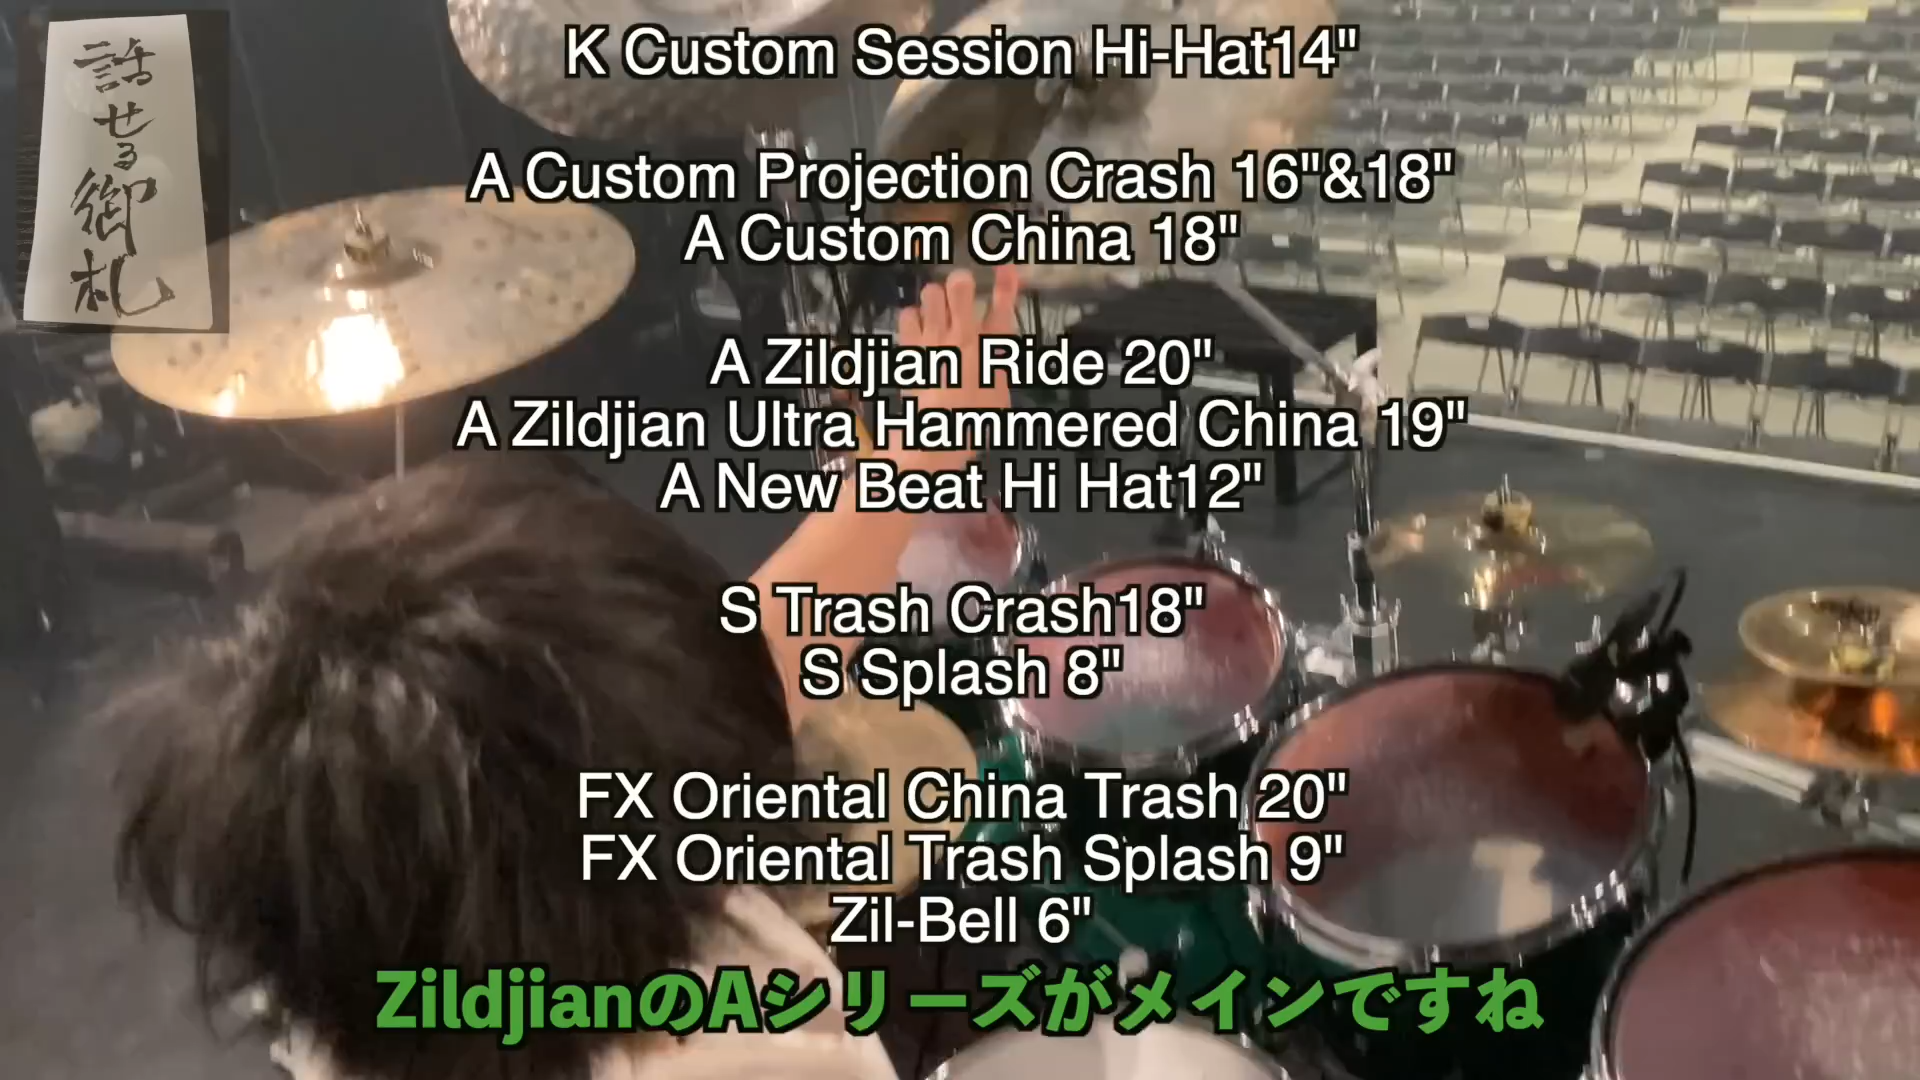 話せる御札
K Custom Session Hi-Hat14"
A Custom Projection Crash 16"&18"
A Custom China 18"
A Zildjian Ride 20"
A Zildjian Ultra Hammered China 19"
A New Beat Hi Hat12"
S Trash Crash18"
S Splash 8"
FX Oriental China Trash 20"
FX Oriental Trash Splash 9"
Zil-Bell 6"
ZildjianのAシリーズがメインですね